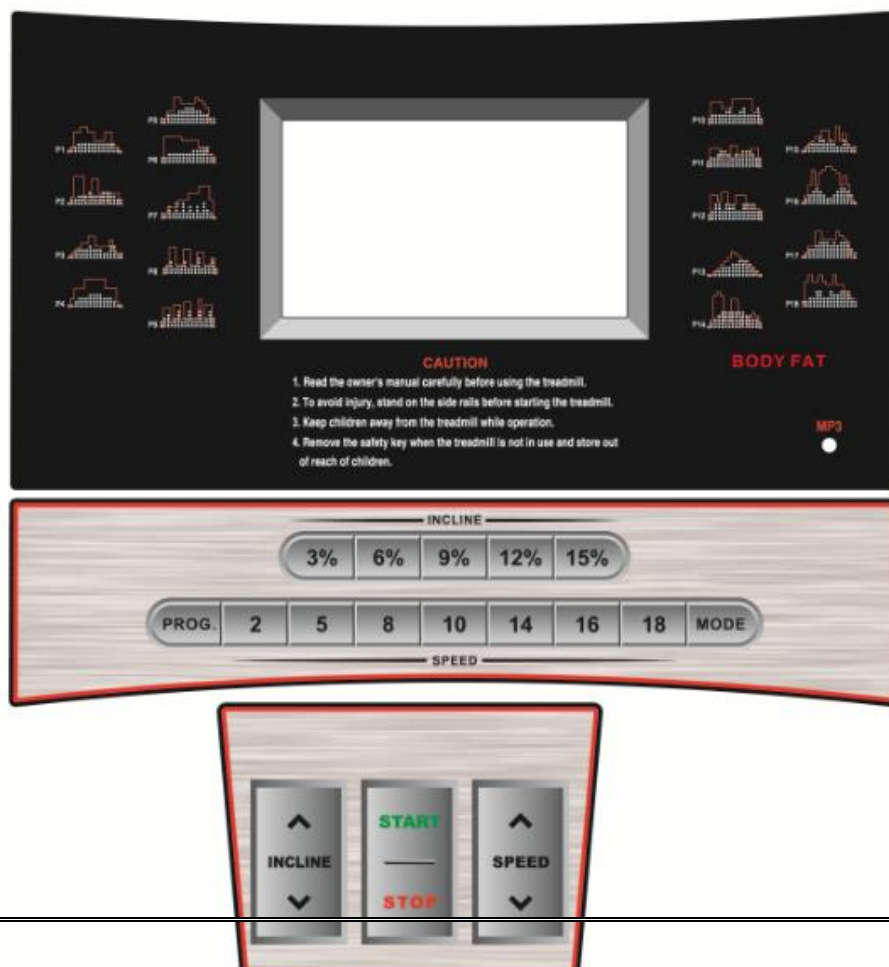 P1
P2
P3
P4
P5
P6
P7
P8
P9
P10
P11
P12
P13
P14
P15
P16
P17
P18
CAUTION
1. Read the owner's manual carefully before using the treadmill.
2. To avoid injury, stand on the side rails before starting the treadmill.
3. Keep children away from the treadmill while operation.
4. Remove the safety key when the treadmill is not in use and store out
of reach of children.
BODY FAT
MP3
INCLINE
3% 6% 9% 12% 15%
PROG. 2 5 8 10 14 16 18 MODE
SPEED
INCLINE
START
STOP
SPEED